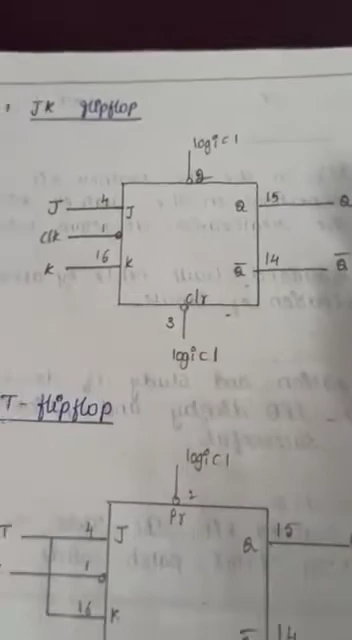 JK flipflop
logic 1
2
J 4 J Q 15 Q
Clk
K 16 K Q̅ 14 Q̅
Clr
3
logic 1
T- flipflop
logic 1
2
Pr
T 4 J Q 15
1
16 K Q̅ 14